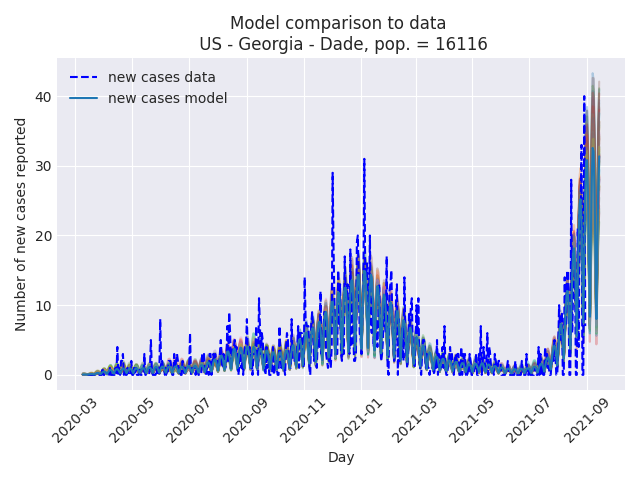 Model comparison to data
US - Georgia - Dade, pop. = 16116
new cases data
new cases model
Number of new cases reported
40
30
20
10
0
2020-03
2020-05
2020-07
2020-09
2020-11
2021-01
2021-03
2021-05
2021-07
2021-09
Day